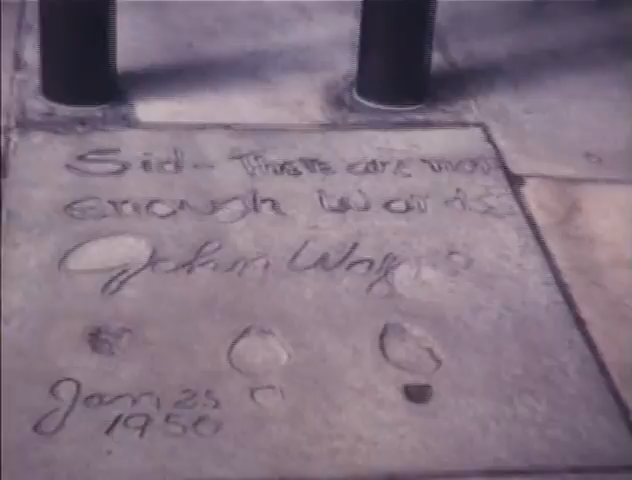 Sid - There are not
enough words
John Wayne
Jan 25
1950